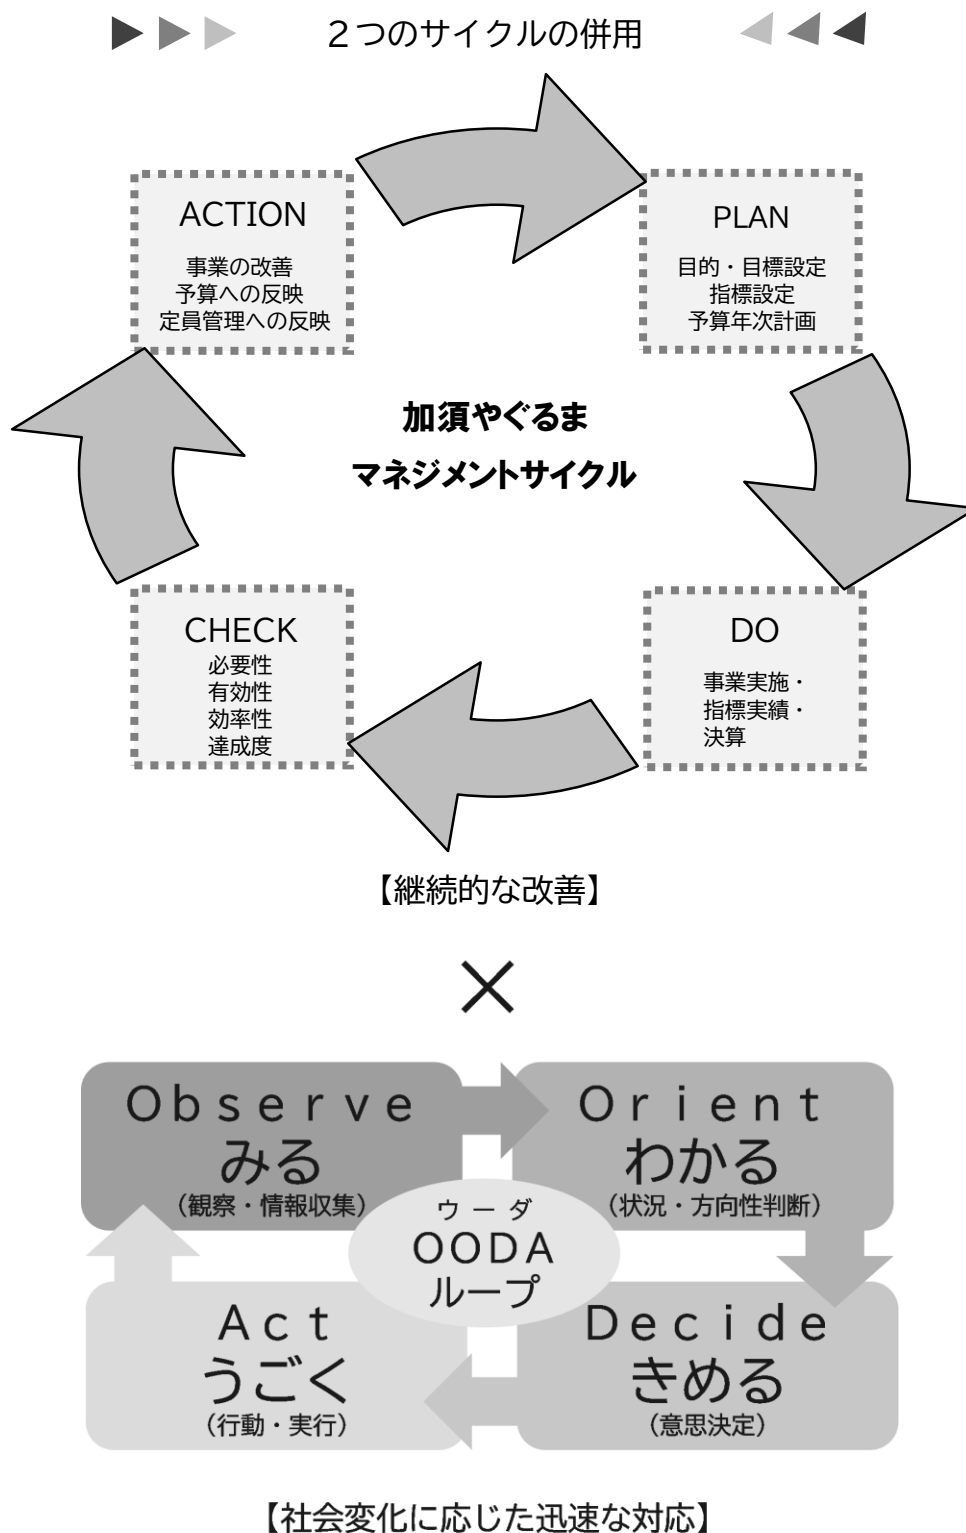 ２つのサイクルの併用
ACTION
事業の改善
予算への反映
定員管理への反映
PLAN
目的・目標設定
指標設定
予算年次計画
加須やぐるま
マネジメントサイクル
CHECK
必要性
有効性
効率性
達成度
DO
事業実施・
指標実績・
決算
【継続的な改善】
×
Ｏｂｓｅｒｖｅ
みる
（観察・情報収集）
Ｏｒｉｅｎｔ
わかる
（状況・方向性判断）
ウーダ
OODA
ループ
Ａｃｔ
うごく
（行動・実行）
Ｄｅｃｉｄｅ
きめる
（意思決定）
【社会変化に応じた迅速な対応】